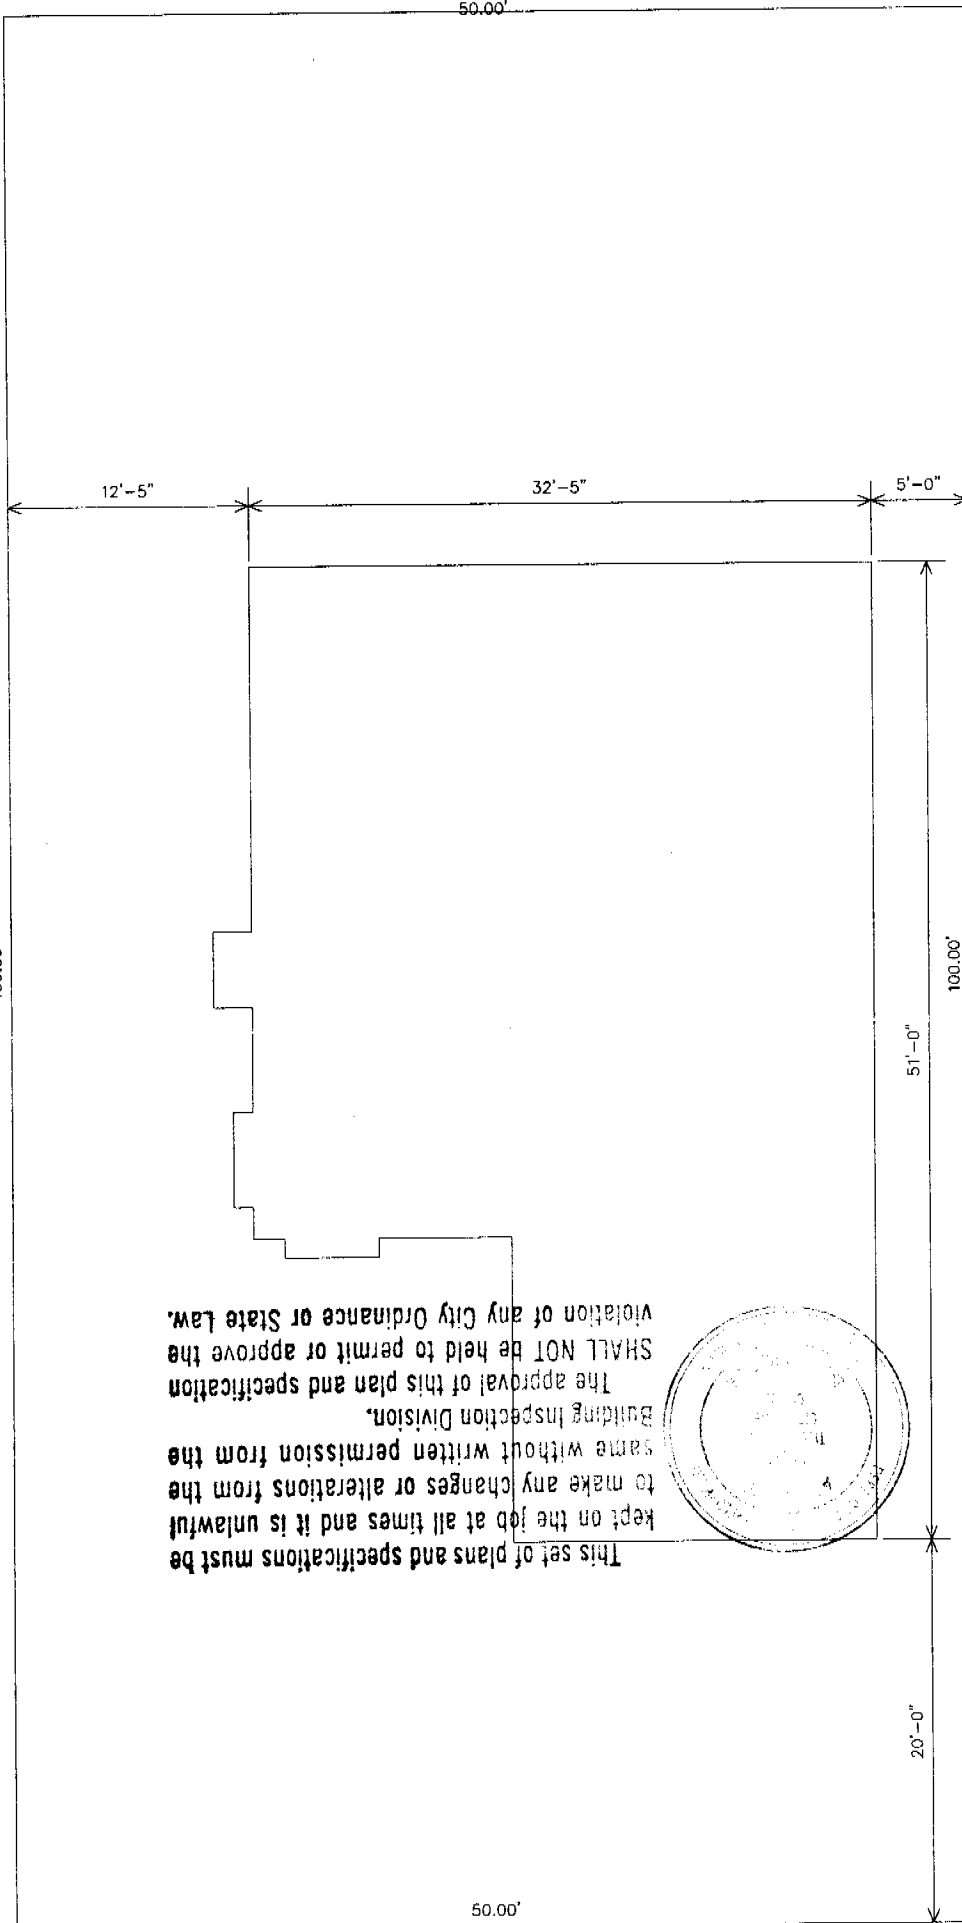 50.00'
12'-5"
32'-5"
5'-0"
100.00'
51'-0"
This set of plans and specifications must be
kept on the job at all times and it is unlawful
to make any changes or alterations from the
same without written permission from the
Building Inspection Division.
The approval of this plan and specification
SHALL NOT be held to permit or approve the
violation of any City Ordinance or State Law.
20'-0"
50.00'